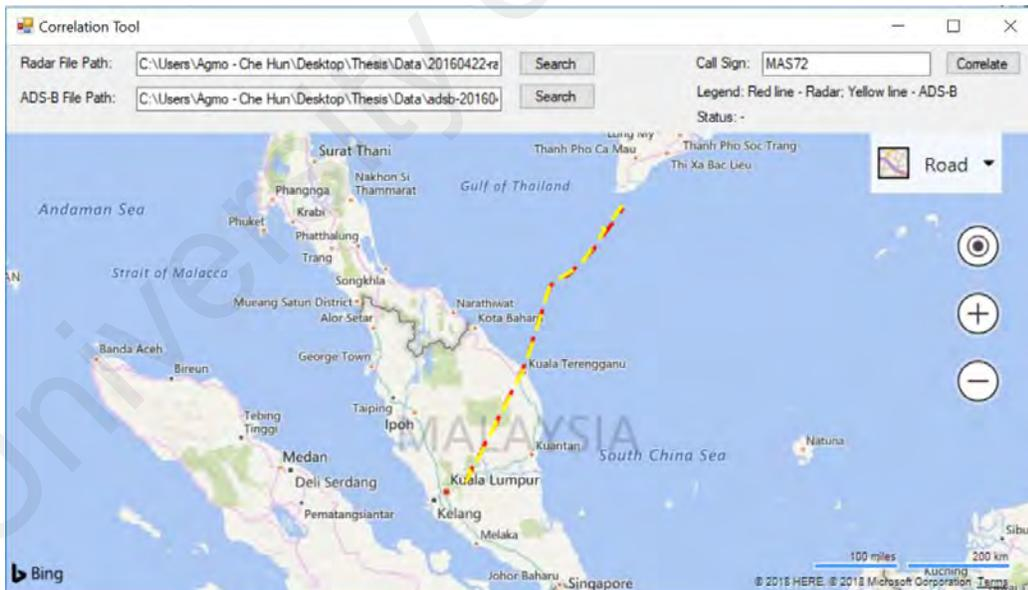 Correlation Tool
Radar File Path: C:\Users\Agmo - Che Hun\Desktop\Thesis\Data\20160422-ra Search Call Sign: MAS72 Correlate
ADS-B File Path: C:\Users\Agmo - Che Hun\Desktop\Thesis\Data\adsb-20160 Search Legend: Red line - Radar; Yellow line - ADS-B
Status: -
Long My
Surat Thani
Thanh Pho Ca Mau
Thanh Pho Soc Trang
Thi Xa Bac Lieu
Road
Nakhon Si
Thammarat
Gulf of Thailand
Phangnga
Andaman Sea
Krabi
Phuket
Phatthalung
Trang
Strait of Malacca
AN
Songkhla
Mueang Satun District
Narathiwat
Alor Setar
Kota Bahar
Banda Aceh
George Town
Kuala Terengganu
Bireun
Taiping
Tebing
Tinggi
Ipoh
MALAYSIA
Kuantan
South China Sea
Natuna
Medan
Deli Serdang
Kuala Lumpur
Kelang
Pematangsiantar
Melaka
Sibu
100 miles
200 km
Bing
Johor Baharu
Singapore
Kuching
© 2018 HERE, © 2018 Microsoft Corporation Terms
University